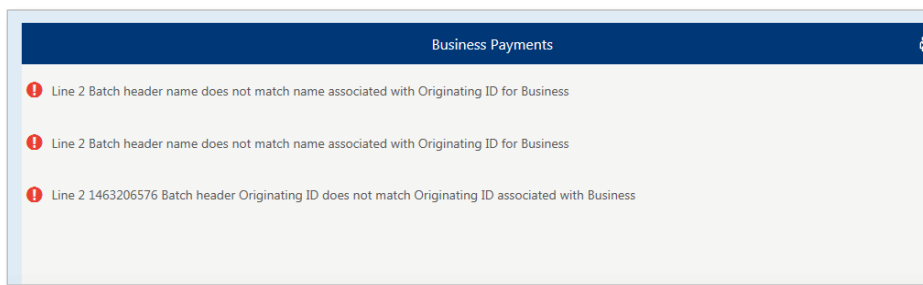 Business Payments
Line 2 Batch header name does not match name associated with Originating ID for Business
Line 2 Batch header name does not match name associated with Originating ID for Business
Line 2 1463206576 Batch header Originating ID does not match Originating ID associated with Business